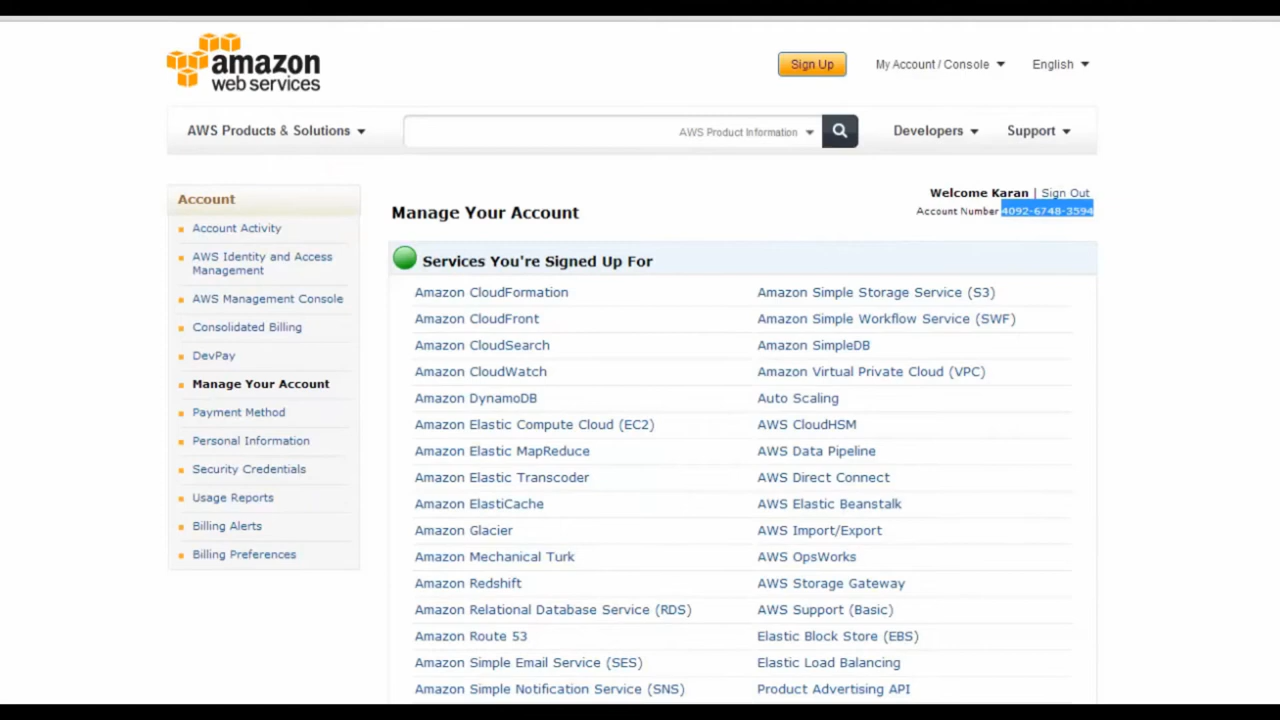 amazon
web services
Sign Up
My Account / Console
English
AWS Products & Solutions
AWS Product Information
Developers
Support
Account
Account Activity
AWS Identity and Access
Management
AWS Management Console
Consolidated Billing
DevPay
Manage Your Account
Payment Method
Personal Information
Security Credentials
Usage Reports
Billing Alerts
Billing Preferences
Welcome Karan | Sign Out
Account Number 4092-6748-3594
Manage Your Account
Services You're Signed Up For
Amazon CloudFormation
Amazon CloudFront
Amazon CloudSearch
Amazon CloudWatch
Amazon DynamoDB
Amazon Elastic Compute Cloud (EC2)
Amazon Elastic MapReduce
Amazon Elastic Transcoder
Amazon ElastiCache
Amazon Glacier
Amazon Mechanical Turk
Amazon Redshift
Amazon Relational Database Service (RDS)
Amazon Route 53
Amazon Simple Email Service (SES)
Amazon Simple Notification Service (SNS)
Amazon Simple Storage Service (S3)
Amazon Simple Workflow Service (SWF)
Amazon SimpleDB
Amazon Virtual Private Cloud (VPC)
Auto Scaling
AWS CloudHSM
AWS Data Pipeline
AWS Direct Connect
AWS Elastic Beanstalk
AWS Import/Export
AWS OpsWorks
AWS Storage Gateway
AWS Support (Basic)
Elastic Block Store (EBS)
Elastic Load Balancing
Product Advertising API